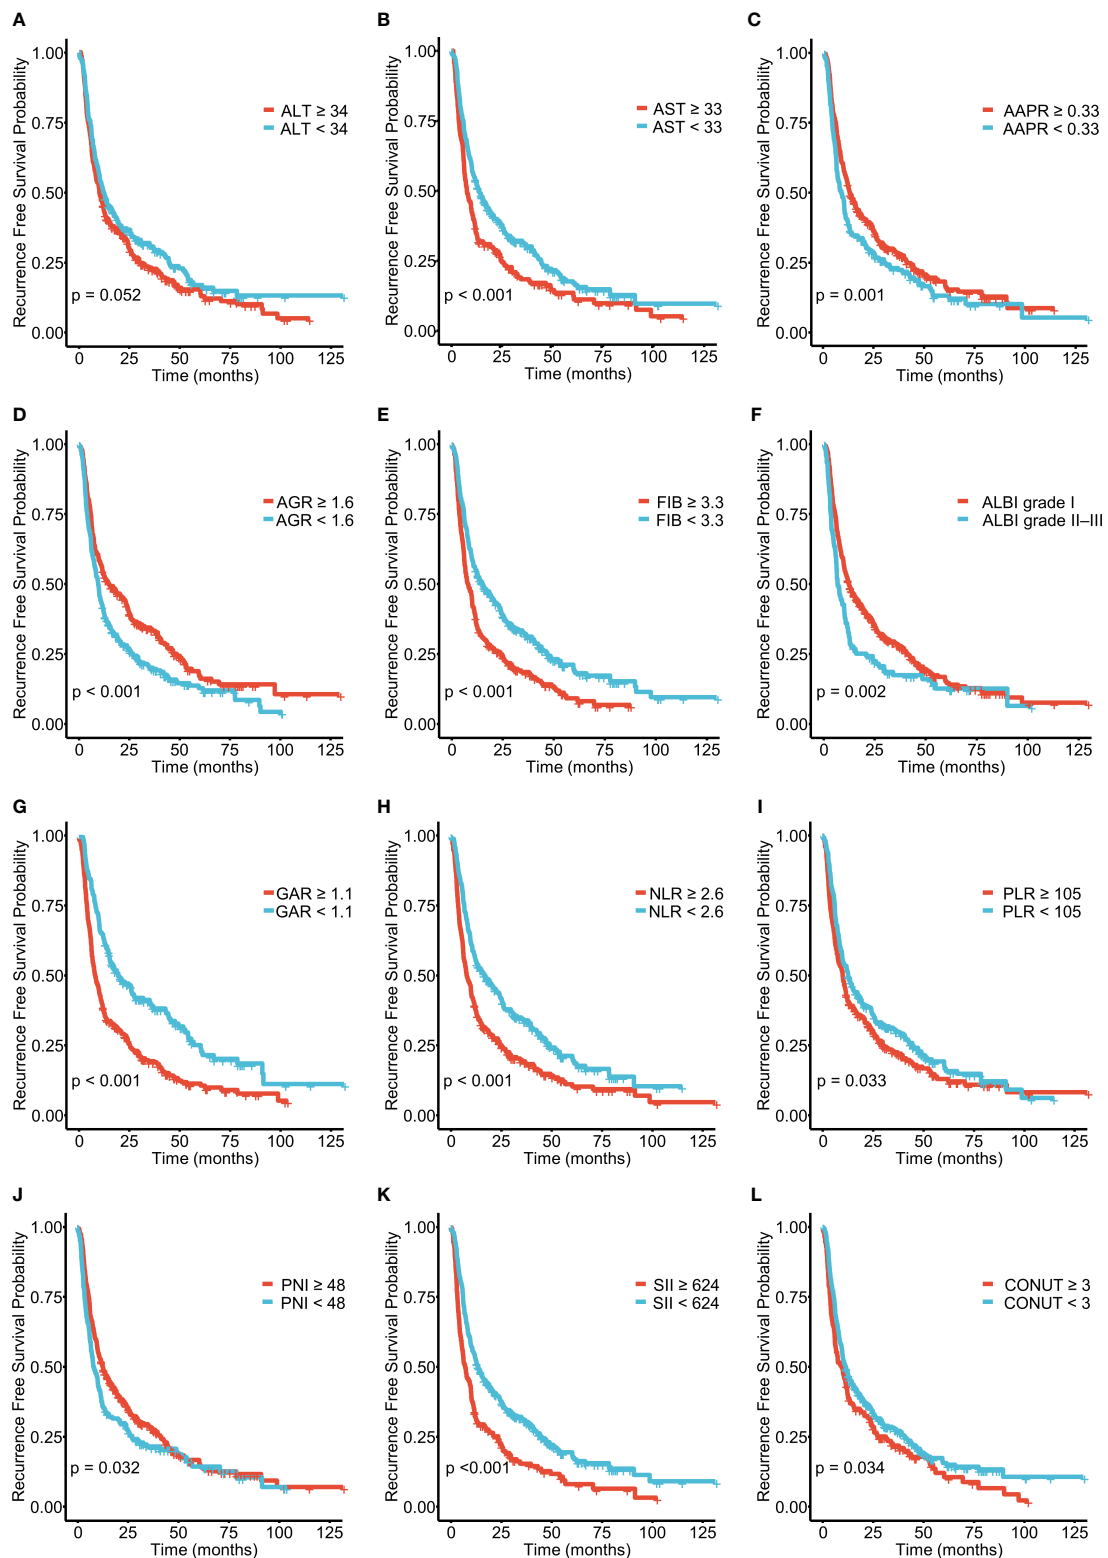 A
Recurrence Free Survival Probability
1.00
0.75
0.50
0.25
0.00
ALT ≥ 34
ALT < 34
p = 0.052
0 25 50 75 100 125
Time (months)
B
Recurrence Free Survival Probability
1.00
0.75
0.50
0.25
0.00
AST ≥ 33
AST < 33
p < 0.001
0 25 50 75 100 125
Time (months)
C
Recurrence Free Survival Probability
1.00
0.75
0.50
0.25
0.00
AAPR ≥ 0.33
AAPR < 0.33
p = 0.001
0 25 50 75 100 125
Time (months)
D
Recurrence Free Survival Probability
1.00
0.75
0.50
0.25
0.00
AGR ≥ 1.6
AGR < 1.6
p < 0.001
0 25 50 75 100 125
Time (months)
E
Recurrence Free Survival Probability
1.00
0.75
0.50
0.25
0.00
FIB ≥ 3.3
FIB < 3.3
p < 0.001
0 25 50 75 100 125
Time (months)
F
Recurrence Free Survival Probability
1.00
0.75
0.50
0.25
0.00
ALBI grade I
ALBI grade II–III
p = 0.002
0 25 50 75 100 125
Time (months)
G
Recurrence Free Survival Probability
1.00
0.75
0.50
0.25
0.00
GAR ≥ 1.1
GAR < 1.1
p < 0.001
0 25 50 75 100 125
Time (months)
H
Recurrence Free Survival Probability
1.00
0.75
0.50
0.25
0.00
NLR ≥ 2.6
NLR < 2.6
p < 0.001
0 25 50 75 100 125
Time (months)
I
Recurrence Free Survival Probability
1.00
0.75
0.50
0.25
0.00
PLR ≥ 105
PLR < 105
p = 0.033
0 25 50 75 100 125
Time (months)
J
Recurrence Free Survival Probability
1.00
0.75
0.50
0.25
0.00
PNI ≥ 48
PNI < 48
p = 0.032
0 25 50 75 100 125
Time (months)
K
Recurrence Free Survival Probability
1.00
0.75
0.50
0.25
0.00
SII ≥ 624
SII < 624
p <0.001
0 25 50 75 100 125
Time (months)
L
Recurrence Free Survival Probability
1.00
0.75
0.50
0.25
0.00
CONUT ≥ 3
CONUT < 3
p = 0.034
0 25 50 75 100 125
Time (months)